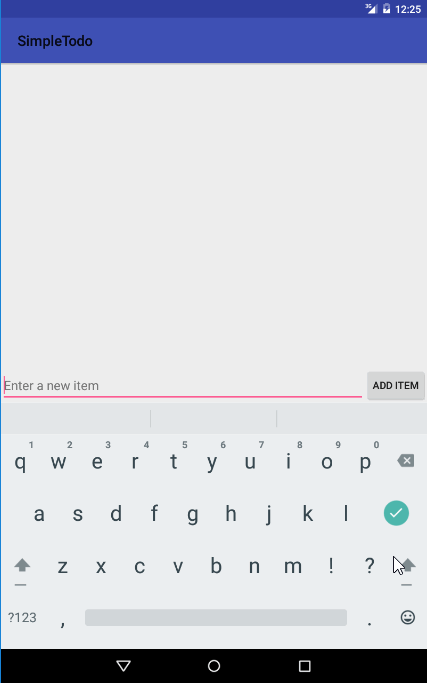 3G 12:25
SimpleTodo
Enter a new item ADD ITEM
1 2 3 4 5 6 7 8 9 0
q w e r t y u i o p
a s d f g h j k l
z x c v b n m ! ?
?123 , .